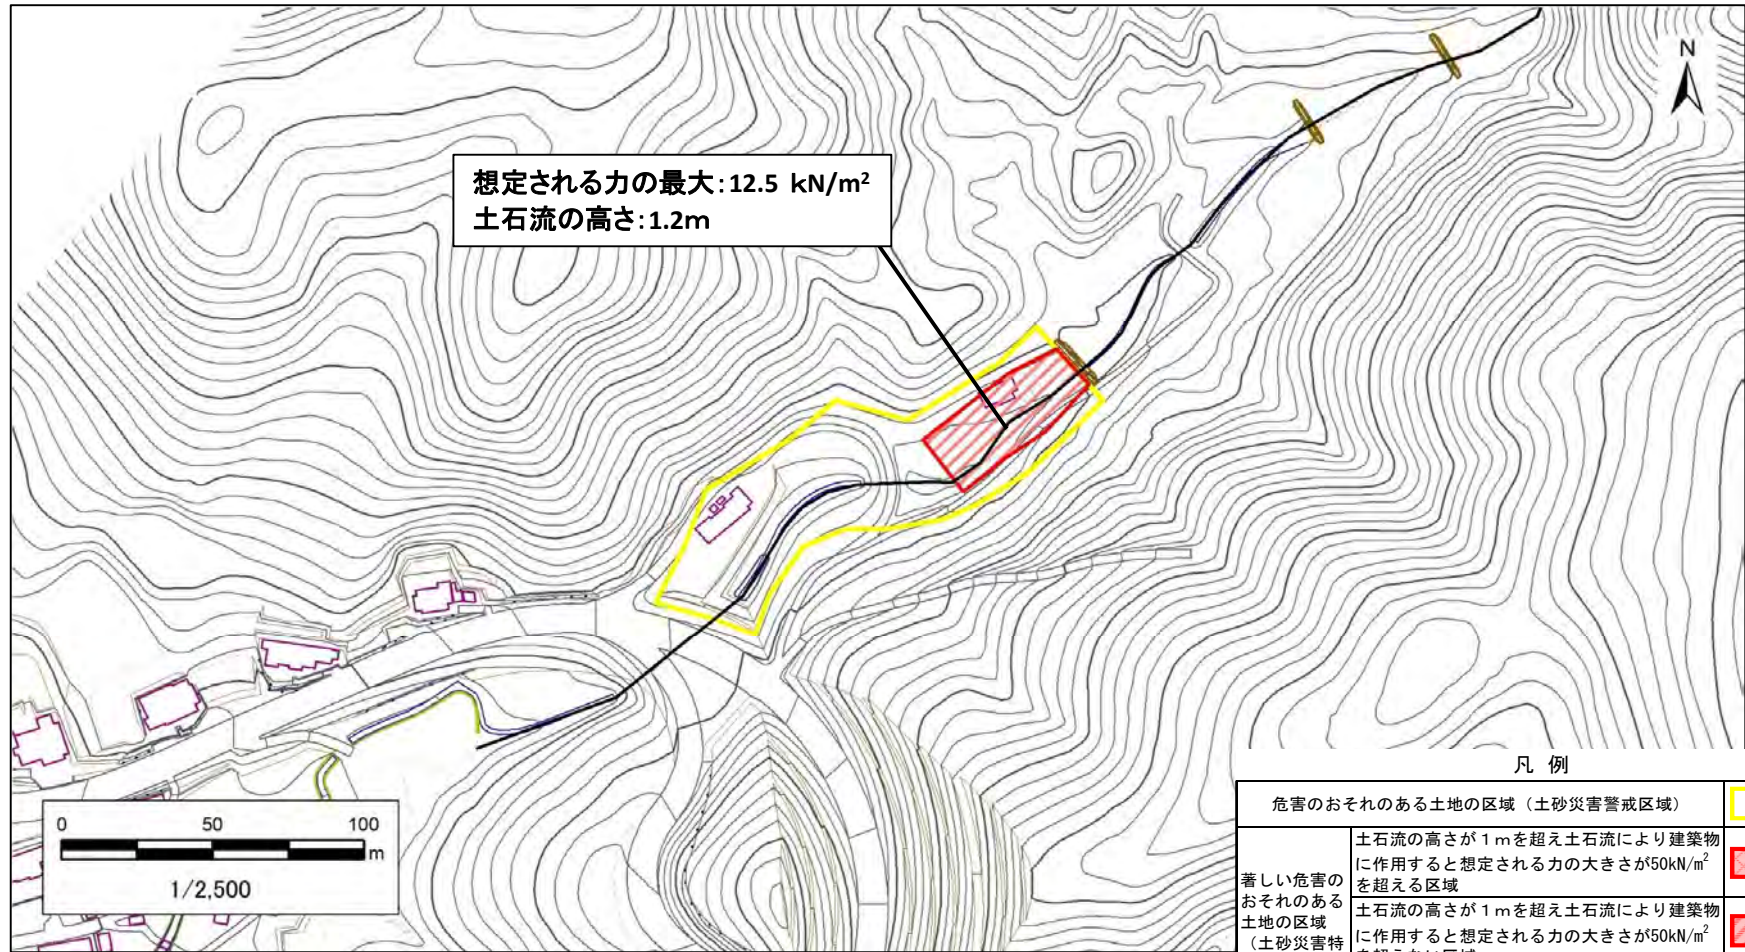 N
想定される力の最大:12.5 kN/m²
土石流の高さ:1.2m
凡 例
危害のおそれのある土地の区域（土砂災害警戒区域）
著しい危害の
おそれのある
土地の区域
（土砂災害特
土石流の高さが１ｍを超え土石流により建築物
に作用すると想定される力の大きさが50kN/㎡
を超える区域
土石流の高さが１ｍを超え土石流により建築物
に作用すると想定される力の大きさが50kN/㎡
0 50 100
m
1/2,500